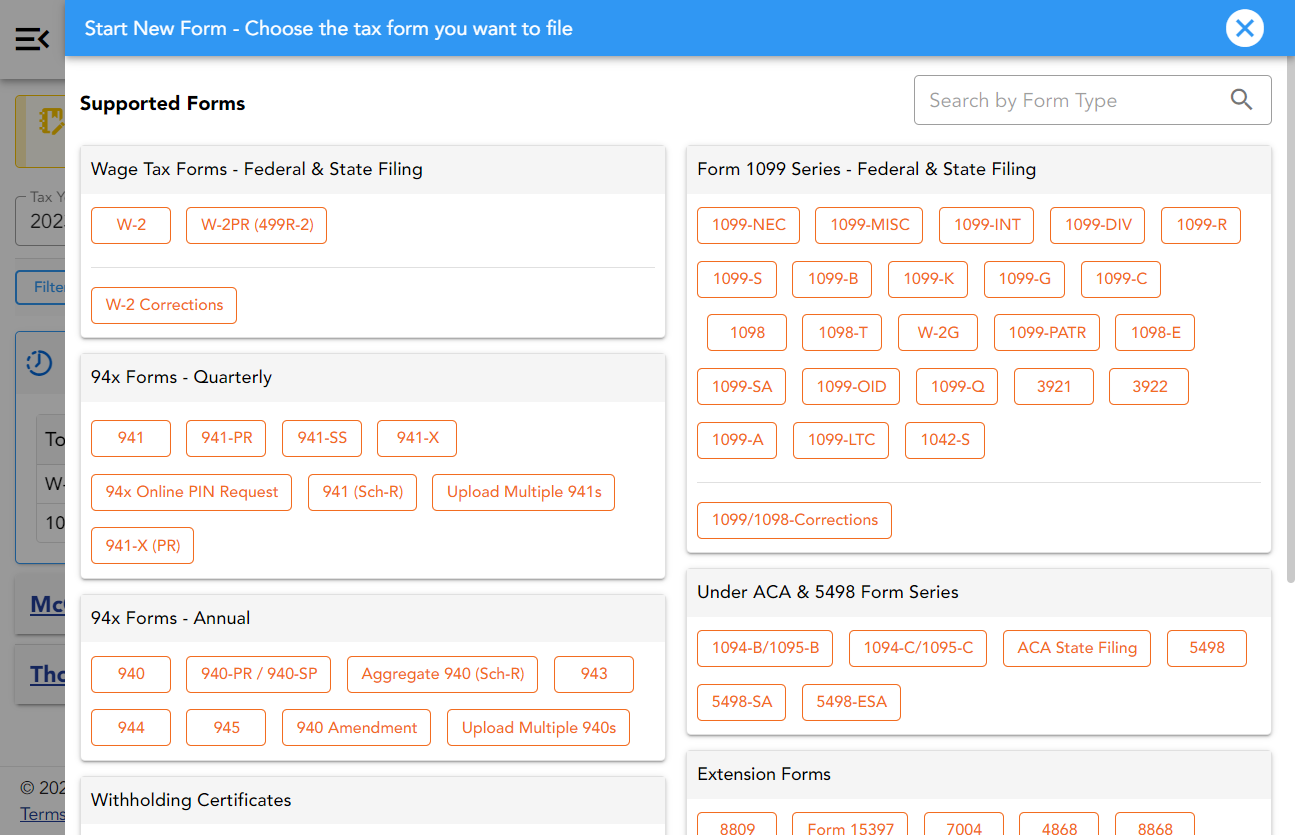 Start New Form - Choose the tax form you want to file
Supported Forms
Search by Form Type
Wage Tax Forms - Federal & State Filing
W-2 W-2PR (499R-2)
W-2 Corrections
94x Forms - Quarterly
941 941-PR 941-SS 941-X
94x Online PIN Request 941 (Sch-R) Upload Multiple 941s
941-X (PR)
94x Forms - Annual
940 940-PR / 940-SP Aggregate 940 (Sch-R) 943
944 945 940 Amendment Upload Multiple 940s
Withholding Certificates
Form 1099 Series - Federal & State Filing
1099-NEC 1099-MISC 1099-INT 1099-DIV 1099-R
1099-S 1099-B 1099-K 1099-G 1099-C
1098 1098-T W-2G 1099-PATR 1098-E
1099-SA 1099-OID 1099-Q 3921 3922
1099-A 1099-LTC 1042-S
1099/1098-Corrections
Under ACA & 5498 Form Series
1094-B/1095-B 1094-C/1095-C ACA State Filing 5498
5498-SA 5498-ESA
Extension Forms
8809 Form 15397 7004 4868 8868
Tax Y
202
Filte
To
W-
10
Mc
Tho
© 202
Terms